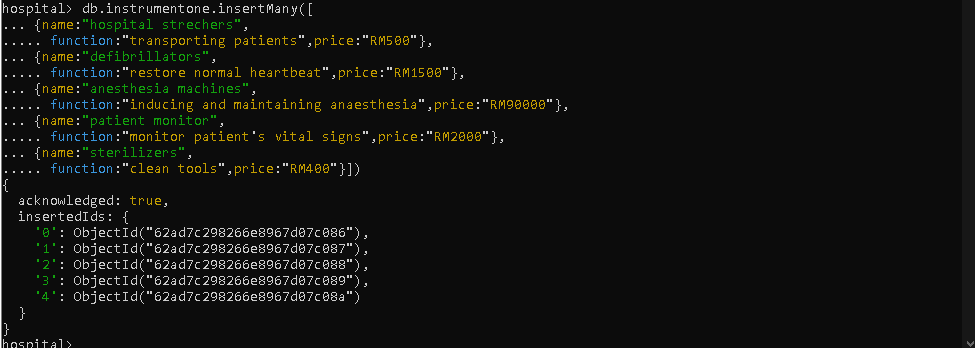 hospital> db.instrumentone.insertMany([
... {name:"hospital strechers",
..... function:"transporting patients",price:"RM500"},
... {name:"defibrillators",
..... function:"restore normal heartbeat",price:"RM1500"},
... {name:"anesthesia machines",
..... function:"inducing and maintaining anaesthesia",price:"RM90000"},
... {name:"patient monitor",
..... function:"monitor patient's vital signs",price:"RM2000"},
... {name:"sterilizers",
..... function:"clean tools",price:"RM400"}])
{
  acknowledged: true,
  insertedIds: {
    '0': ObjectId("62ad7c298266e8967d07c086"),
    '1': ObjectId("62ad7c298266e8967d07c087"),
    '2': ObjectId("62ad7c298266e8967d07c088"),
    '3': ObjectId("62ad7c298266e8967d07c089"),
    '4': ObjectId("62ad7c298266e8967d07c08a")
  }
}
hospital>